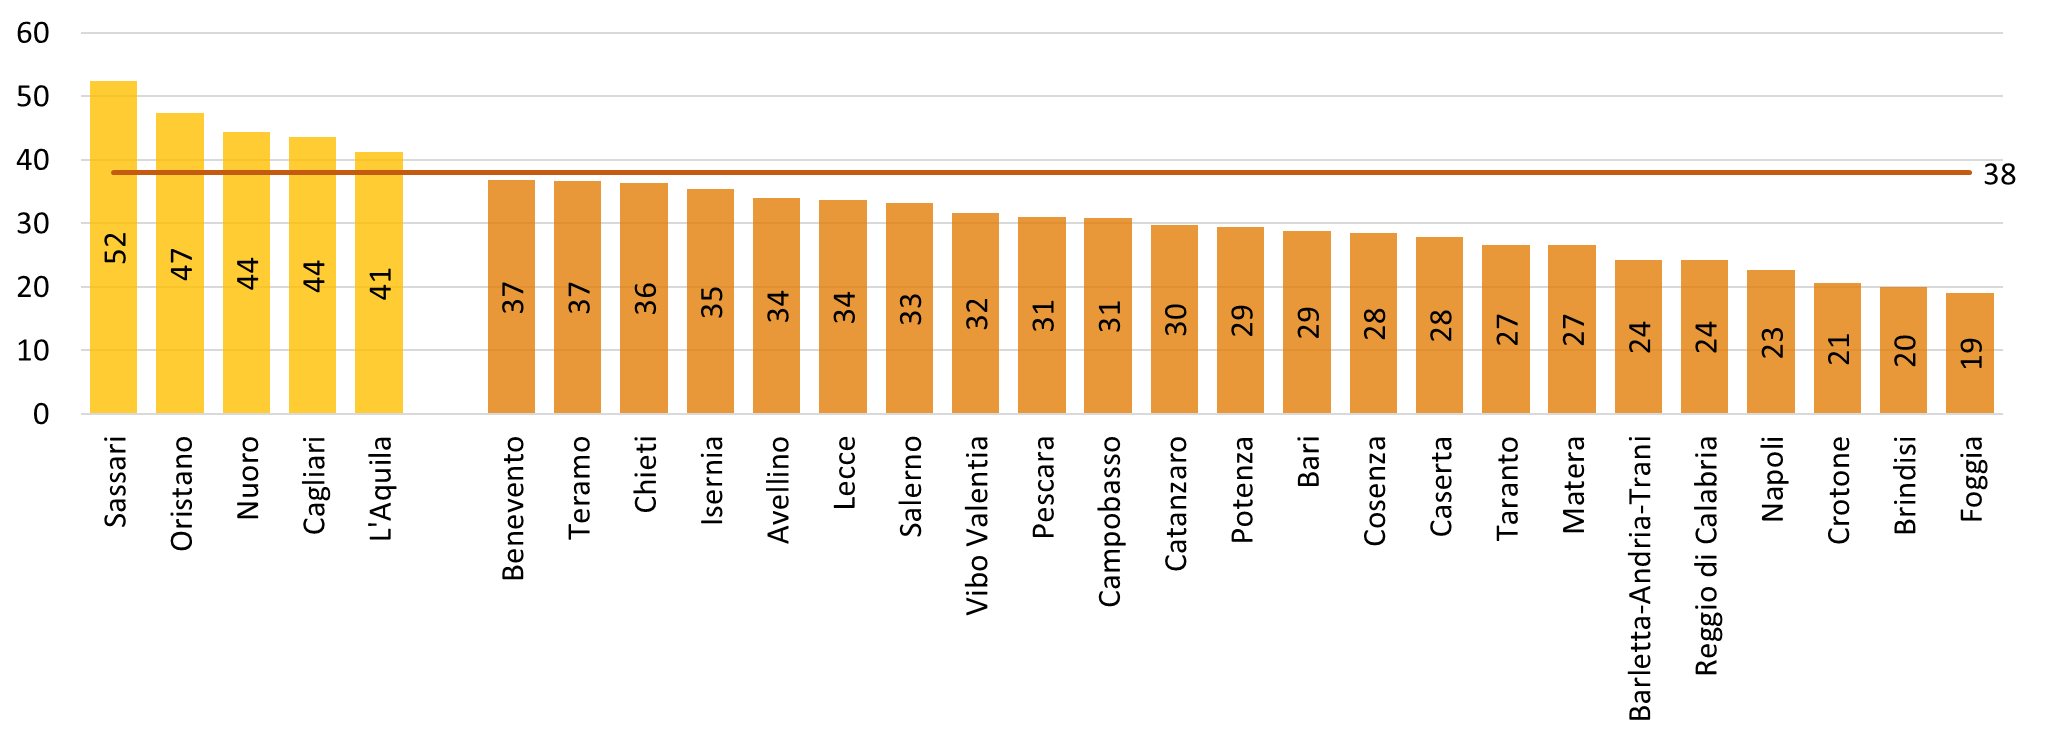 60
50
40
30
20
10
0
38
52
47
44
44
41
37
37
36
35
34
34
33
32
31
31
30
29
29
28
28
27
27
24
24
23
21
20
19
Sassari
Oristano
Nuoro
Cagliari
L'Aquila
Benevento
Teramo
Chieti
Isernia
Avellino
Lecce
Salerno
Vibo Valentia
Pescara
Campobasso
Catanzaro
Potenza
Bari
Cosenza
Caserta
Taranto
Matera
Barletta-Andria-Trani
Reggio di Calabria
Napoli
Crotone
Brindisi
Foggia